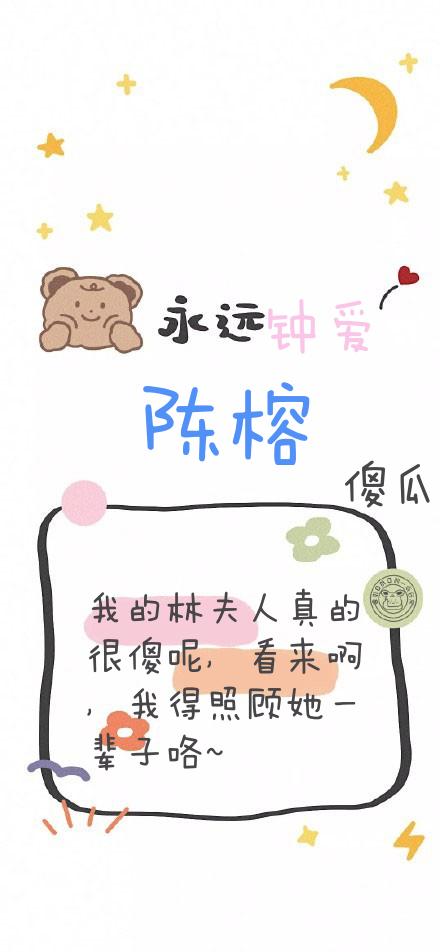 永远钟爱
陈榕
傻瓜
我的林夫人真的
很傻呢，看来啊
，我得照顾她一
辈子咯~